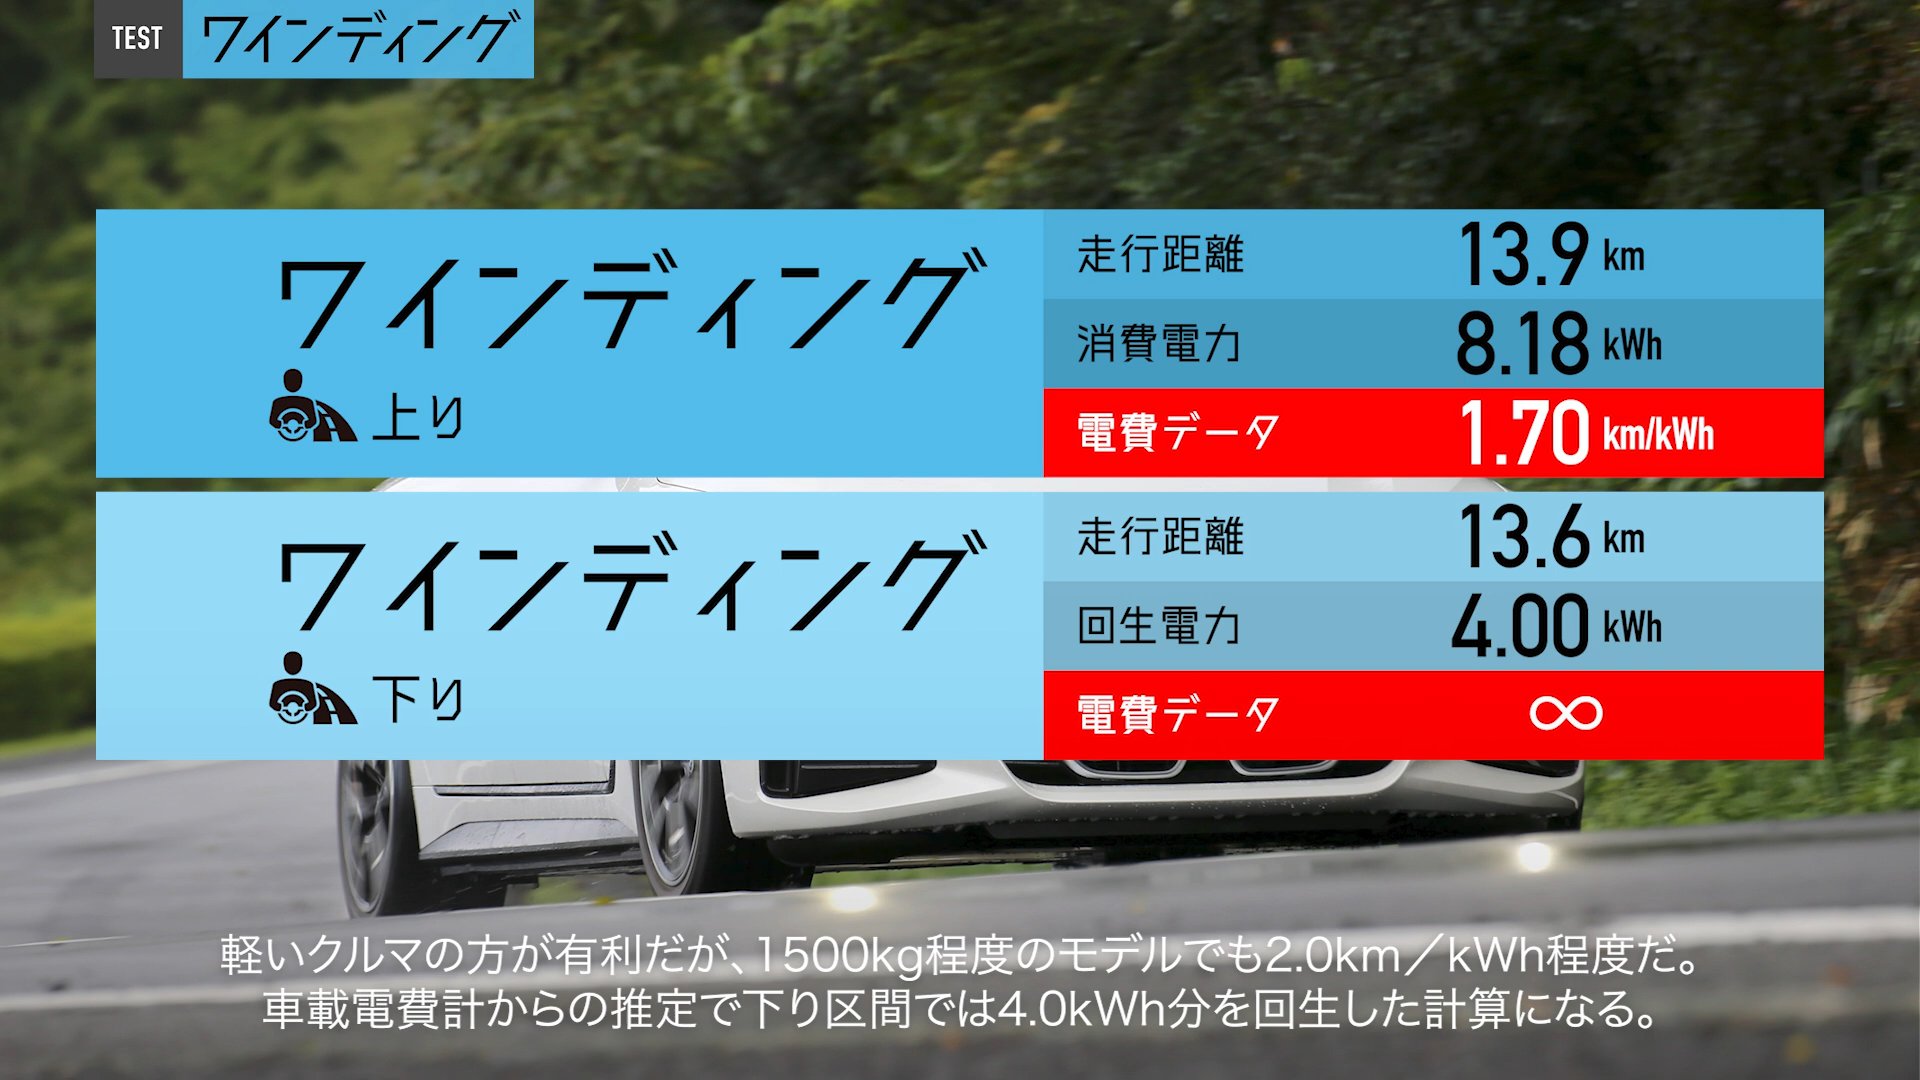 TEST ワインディング
ワインディング
上り
走行距離 13.9 km
消費電力 8.18 kWh
電費データ 1.70 km/kWh
ワインディング
下り
走行距離 13.6 km
回生電力 4.00 kWh
電費データ ∞
軽いクルマの方が有利だが、1500kg程度のモデルでも2.0km／kWh程度だ。
車載電費計からの推定で下り区間では4.0kWh分を回生した計算になる。